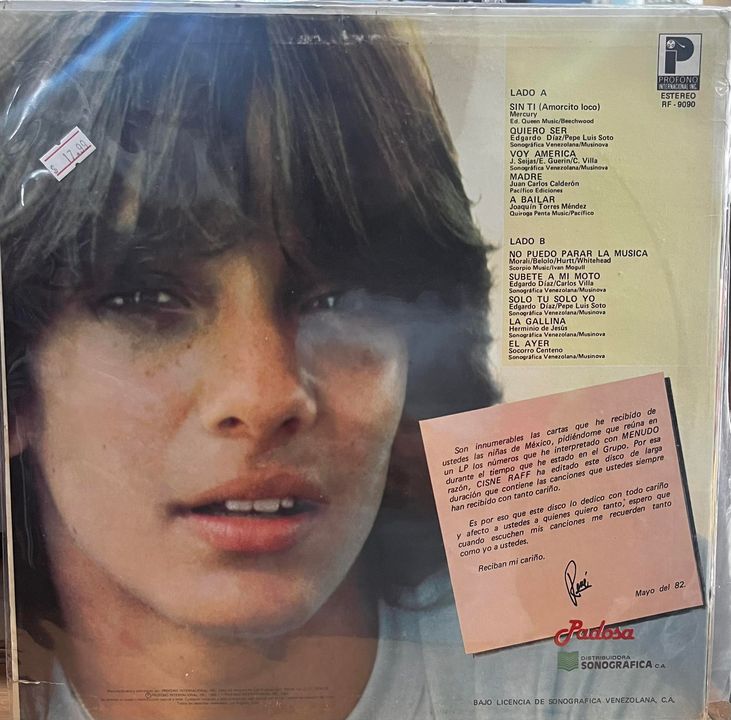 PROFONO
INTERNACIONAL INC.
ESTEREO
RF - 9090
LADO A
SIN TI (Amorcito loco)
Mercury
Ed. Queen Music/Beechwood
QUIERO SER
Edgardo Díaz/Pepe Luis Soto
Sonográfica Venezolana/Musinova
VOY AMERICA
J. Seijas/E. Guerin/C. Villa
Sonográfica Venezolana/Musinova
MADRE
Juan Carlos Calderón
Pacífico Ediciones
A BAILAR
Joaquín Torres Méndez
Quiroga Penta Music/Pacífico
LADO B
NO PUEDO PARAR LA MUSICA
Morali/Belolo/Hurtt/Whitehead
Scorpio Music/Ivan Mogull
SUBETE A MI MOTO
Edgardo Díaz/Carlos Villa
Sonográfica Venezolana/Musinova
SOLO TU SOLO YO
Edgardo Díaz/Pepe Luis Soto
Sonográfica Venezolana/Musinova
LA GALLINA
Herminio de Jesús
Sonográfica Venezolana/Musinova
EL AYER
Socorro Centeno
Sonográfica Venezolana/Musinova
$ 12.99
Son innumerables las cartas que he recibido de
ustedes las niñas de México, pidiéndome que reúna en
un LP los números que he interpretado con MENUDO
durante el tiempo que he estado en el Grupo. Por esa
razón, CISNE RAFF ha editado este disco de larga
duración que contiene las canciones que ustedes siempre
han recibido con tanto cariño.
Es por eso que este disco lo dedico con todo cariño
y afecto a ustedes a quienes quiero tanto, espero que
cuando escuchen mis canciones me recuerden tanto
como yo a ustedes.
Reciban mi cariño.
René
Mayo del 82.
Padosa
DISTRIBUIDORA
SONOGRAFICA C.A.
BAJO LICENCIA DE SONOGRAFICA VENEZOLANA, C.A.